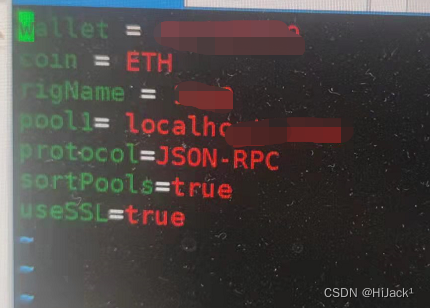 wallet =
coin = ETH
rigName =
pool1= localho
protocol=JSON-RPC
sortPools=true
useSSL=true
~
~
~
CSDN @HiJack¹